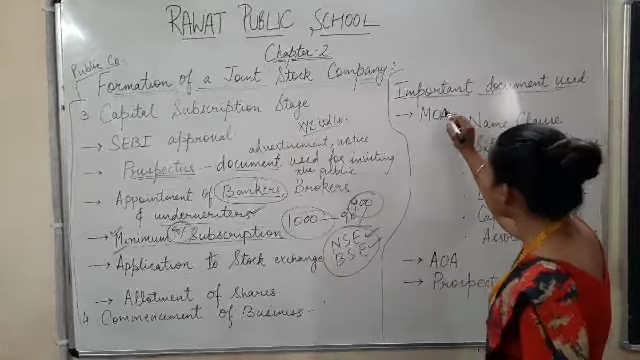 RAWAT PUBLIC SCHOOL
Chapter-2
Public Co.
Formation of a Joint Stock Company :-
3 Capital Subscription Stage
xyz india.
→ SEBI approval.
advertisement, notice
→ Prospectus - document used for inviting
the public
→ Appointment of Bankers, Brokers
& underwriters
→ Minimum 90% Subscription 1000 - 90% 900
→ Application to Stock exchange NSE BSE
→ Allotment of Shares
4 Commencement of Business-
Important document used
→ MOA Name Clause
→ AOA
→ Prospect